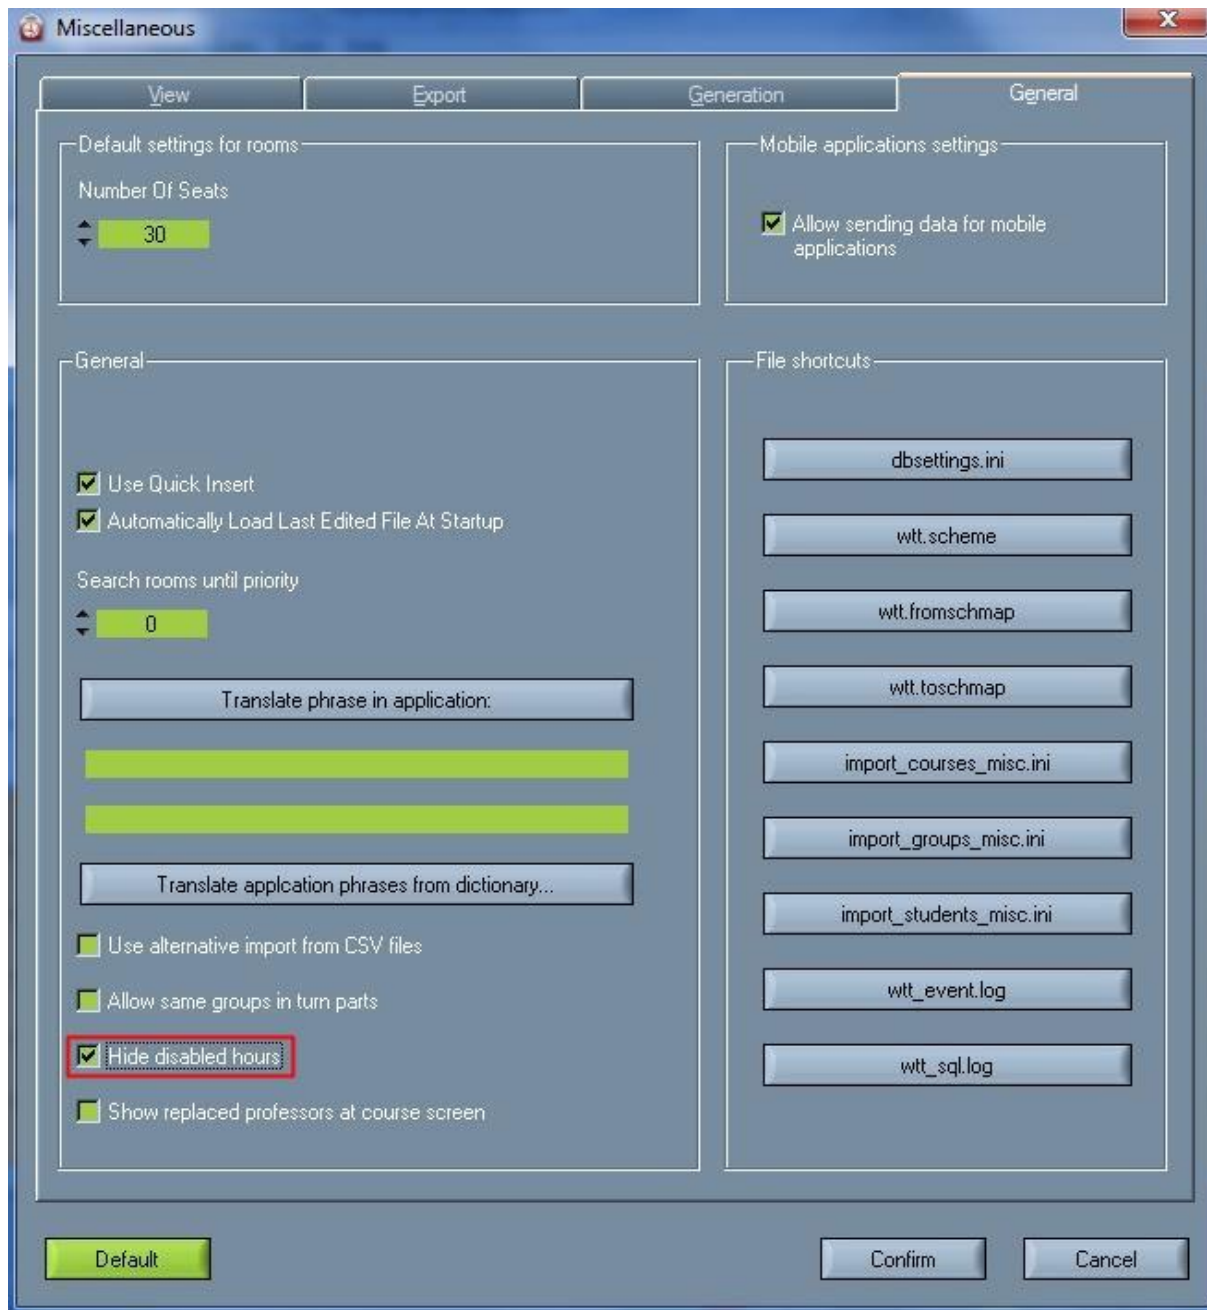 Miscellaneous
View
Export
Generation
General
Default settings for rooms
Number Of Seats
30
Mobile applications settings
Allow sending data for mobile
applications
General
Use Quick Insert
Automatically Load Last Edited File At Startup
Search rooms until priority
0
Translate phrase in application:
Translate applcation phrases from dictionary...
Use alternative import from CSV files
Allow same groups in turn parts
Hide disabled hours
Show replaced professors at course screen
File shortcuts
dbsettings.ini
wtt.scheme
wtt.fromschmap
wtt.toschmap
import_courses_misc.ini
import_groups_misc.ini
import_students_misc.ini
wtt_event.log
wtt_sql.log
Default
Confirm
Cancel